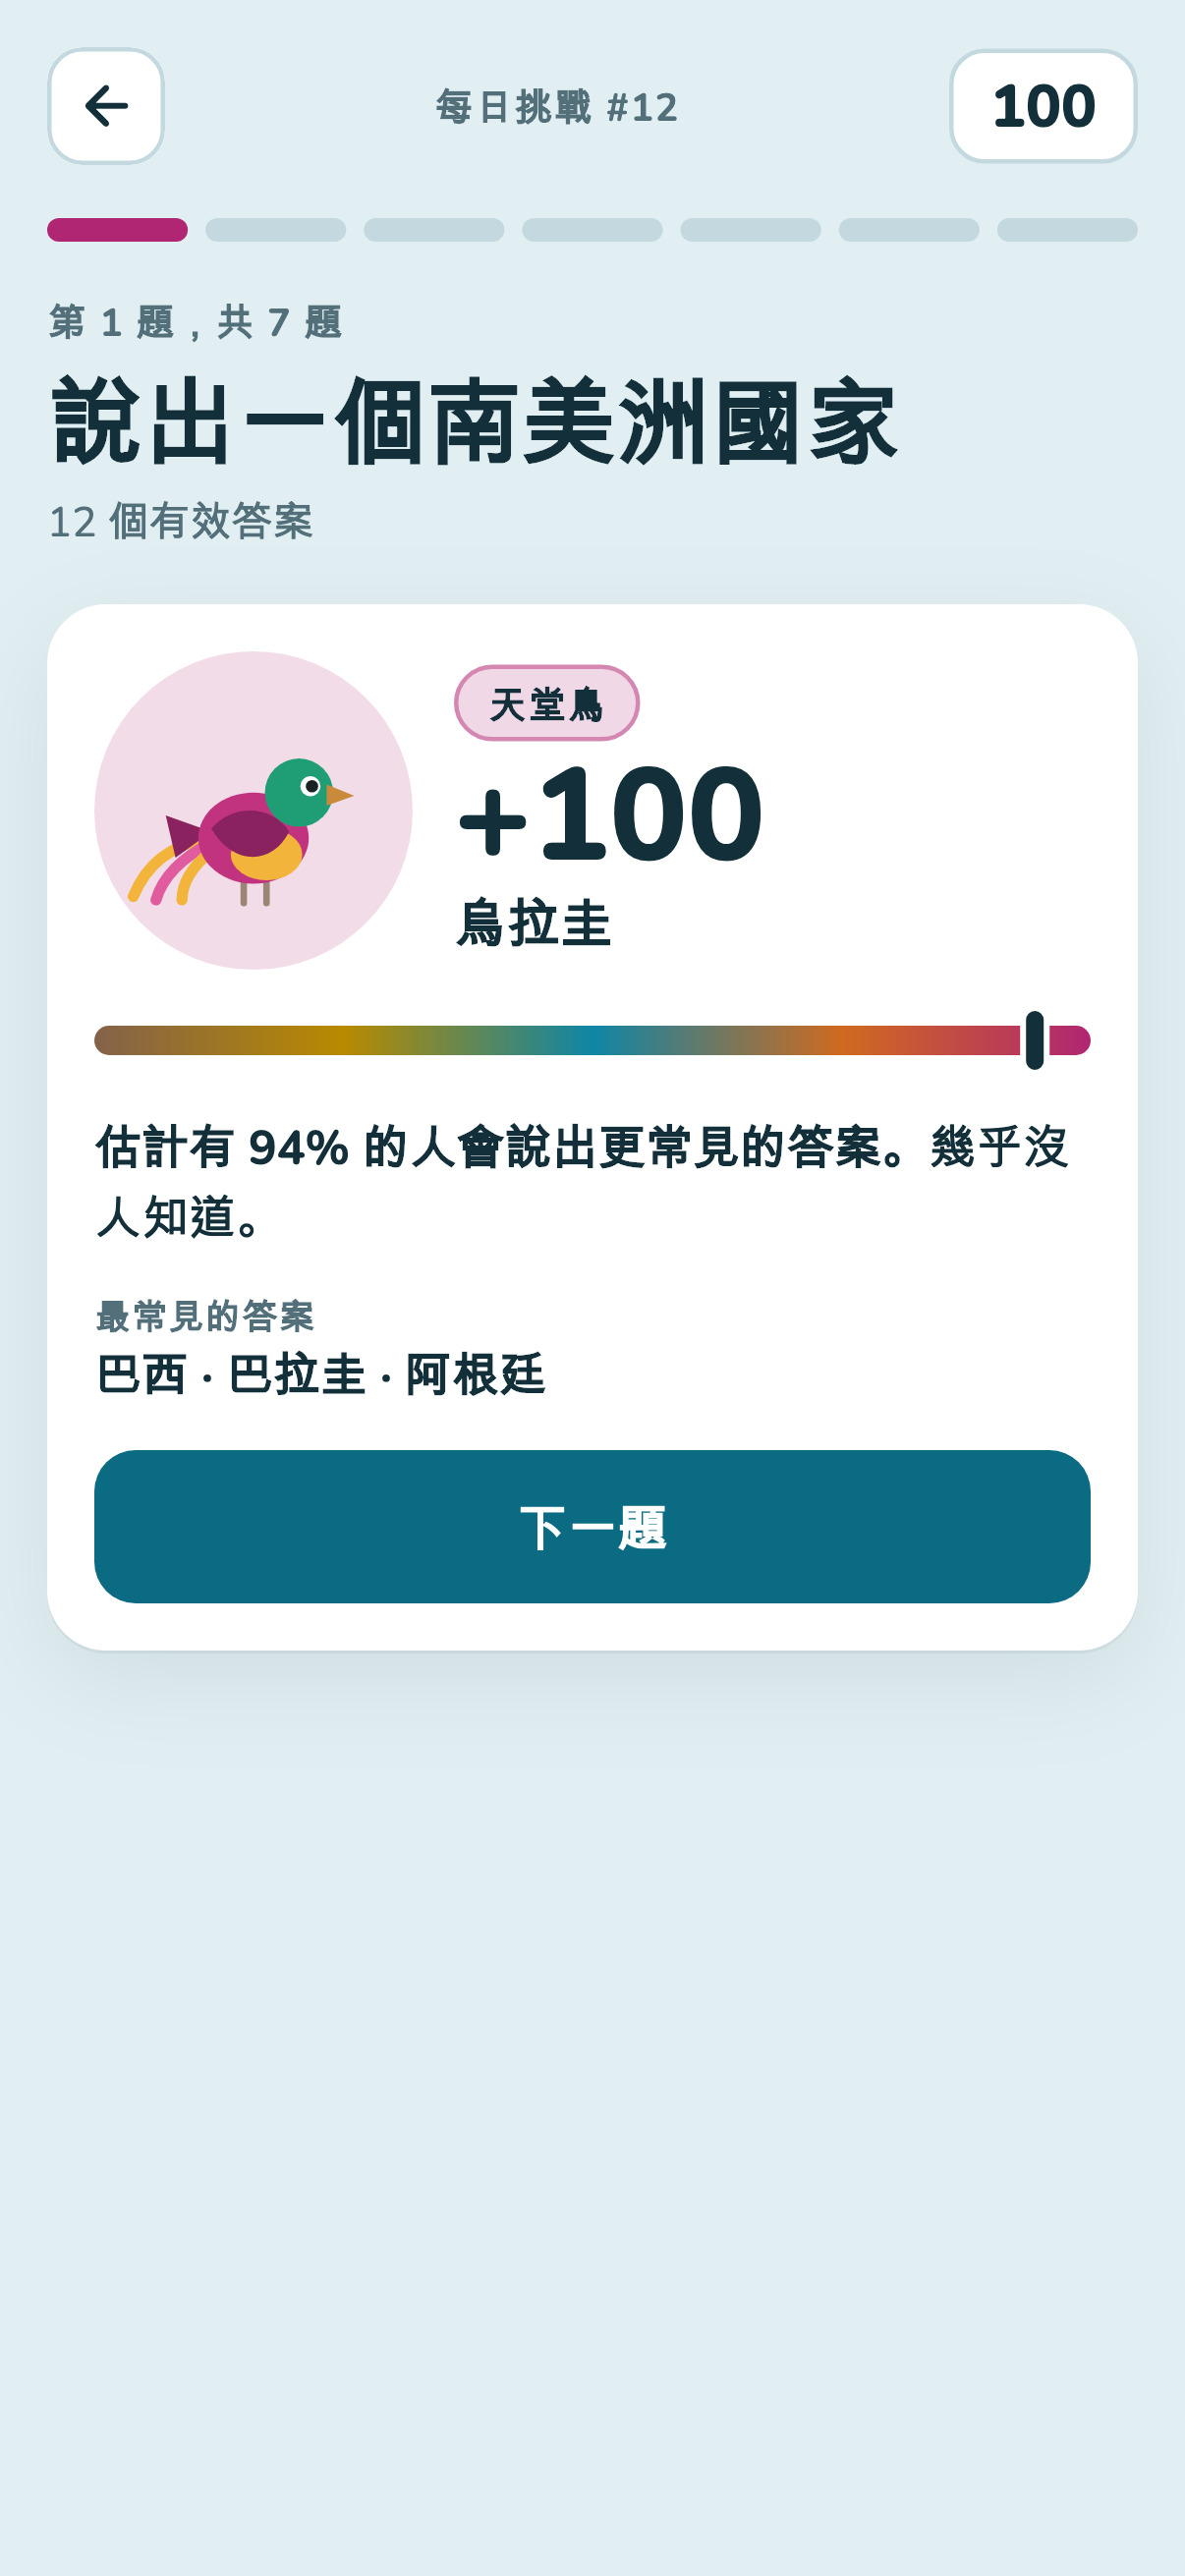 每日挑戰 #12
100
第 1 題，共 7 題
說出一個南美洲國家
12 個有效答案
天堂鳥
+100
烏拉圭
估計有 94% 的人會說出更常見的答案。幾乎沒
人知道。
最常見的答案
巴西 · 巴拉圭 · 阿根廷
下一題